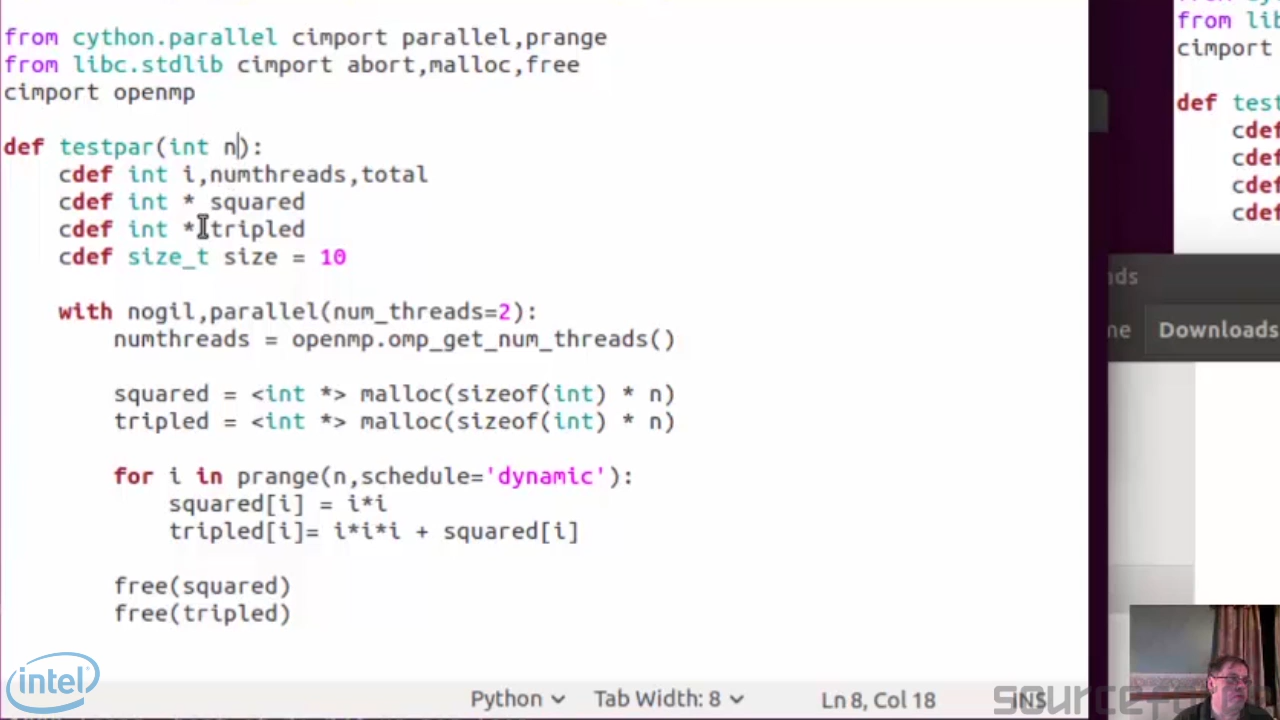 from cython.parallel cimport parallel,prange
from libc.stdlib cimport abort,malloc,free
cimport openmp
def testpar(int n):
    cdef int i,numthreads,total
    cdef int * squared
    cdef int * tripled
    cdef size_t size = 10
    with nogil,parallel(num_threads=2):
        numthreads = openmp.omp_get_num_threads()
        squared = <int *> malloc(sizeof(int) * n)
        tripled = <int *> malloc(sizeof(int) * n)
        for i in prange(n,schedule='dynamic'):
            squared[i] = i*i
            tripled[i]= i*i*i + squared[i]
        free(squared)
        free(tripled)
from
cimport
def
cdef
cdef
cdef
cdef
Downloads
intel
Python
Tab Width: 8
Ln 8, Col 18
INS